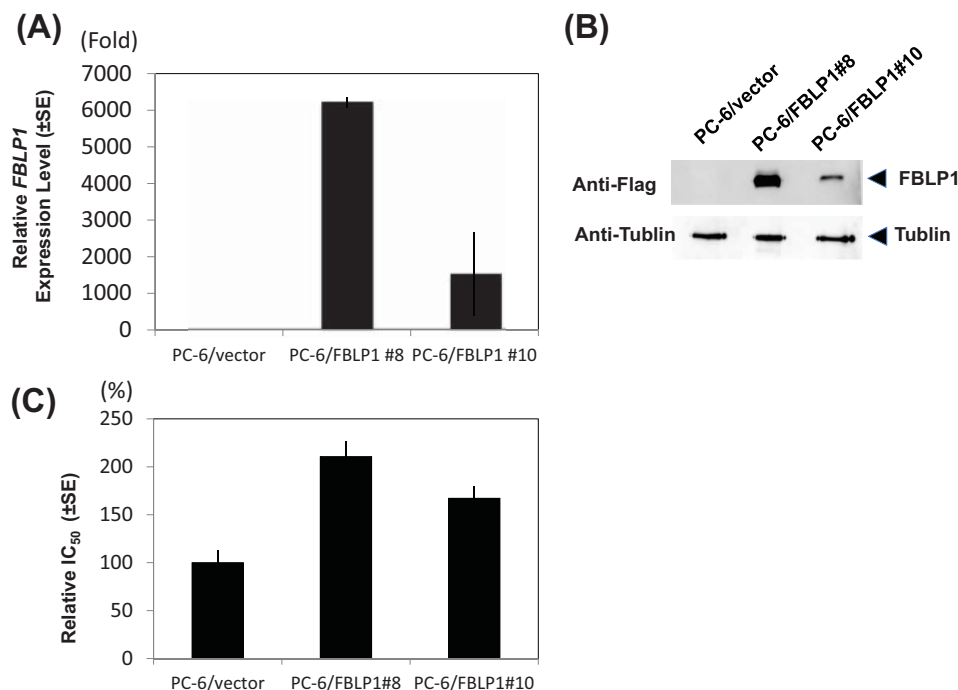 (A)
(Fold)
Relative FBLP1
Expression Level (±SE)
7000
6000
5000
4000
3000
2000
1000
0
PC-6/vector
PC-6/FBLP1 #8
PC-6/FBLP1 #10
(B)
PC-6/vector
PC-6/FBLP1#8
PC-6/FBLP1#10
Anti-Flag
FBLP1
Anti-Tublin
Tublin
(C)
(%)
Relative IC50 (±SE)
250
200
150
100
50
0
PC-6/vector
PC-6/FBLP1#8
PC-6/FBLP1#10